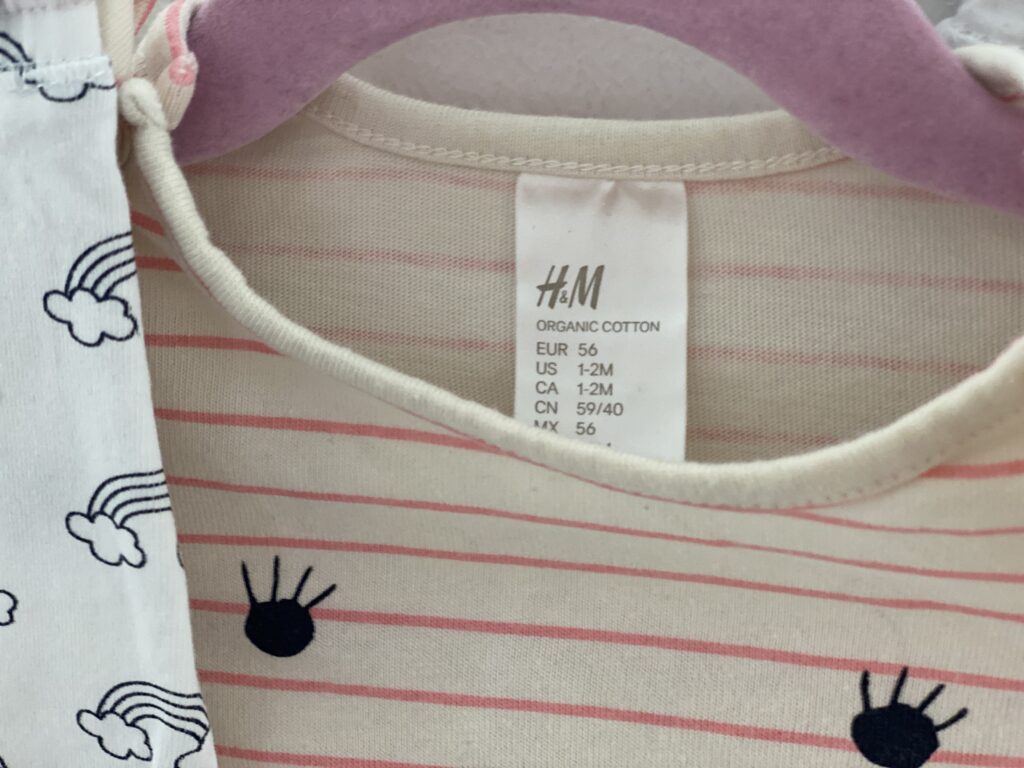 H&M
ORGANIC COTTON
EUR 56
US 1-2M
CA 1-2M
CN 59/40
MX 56